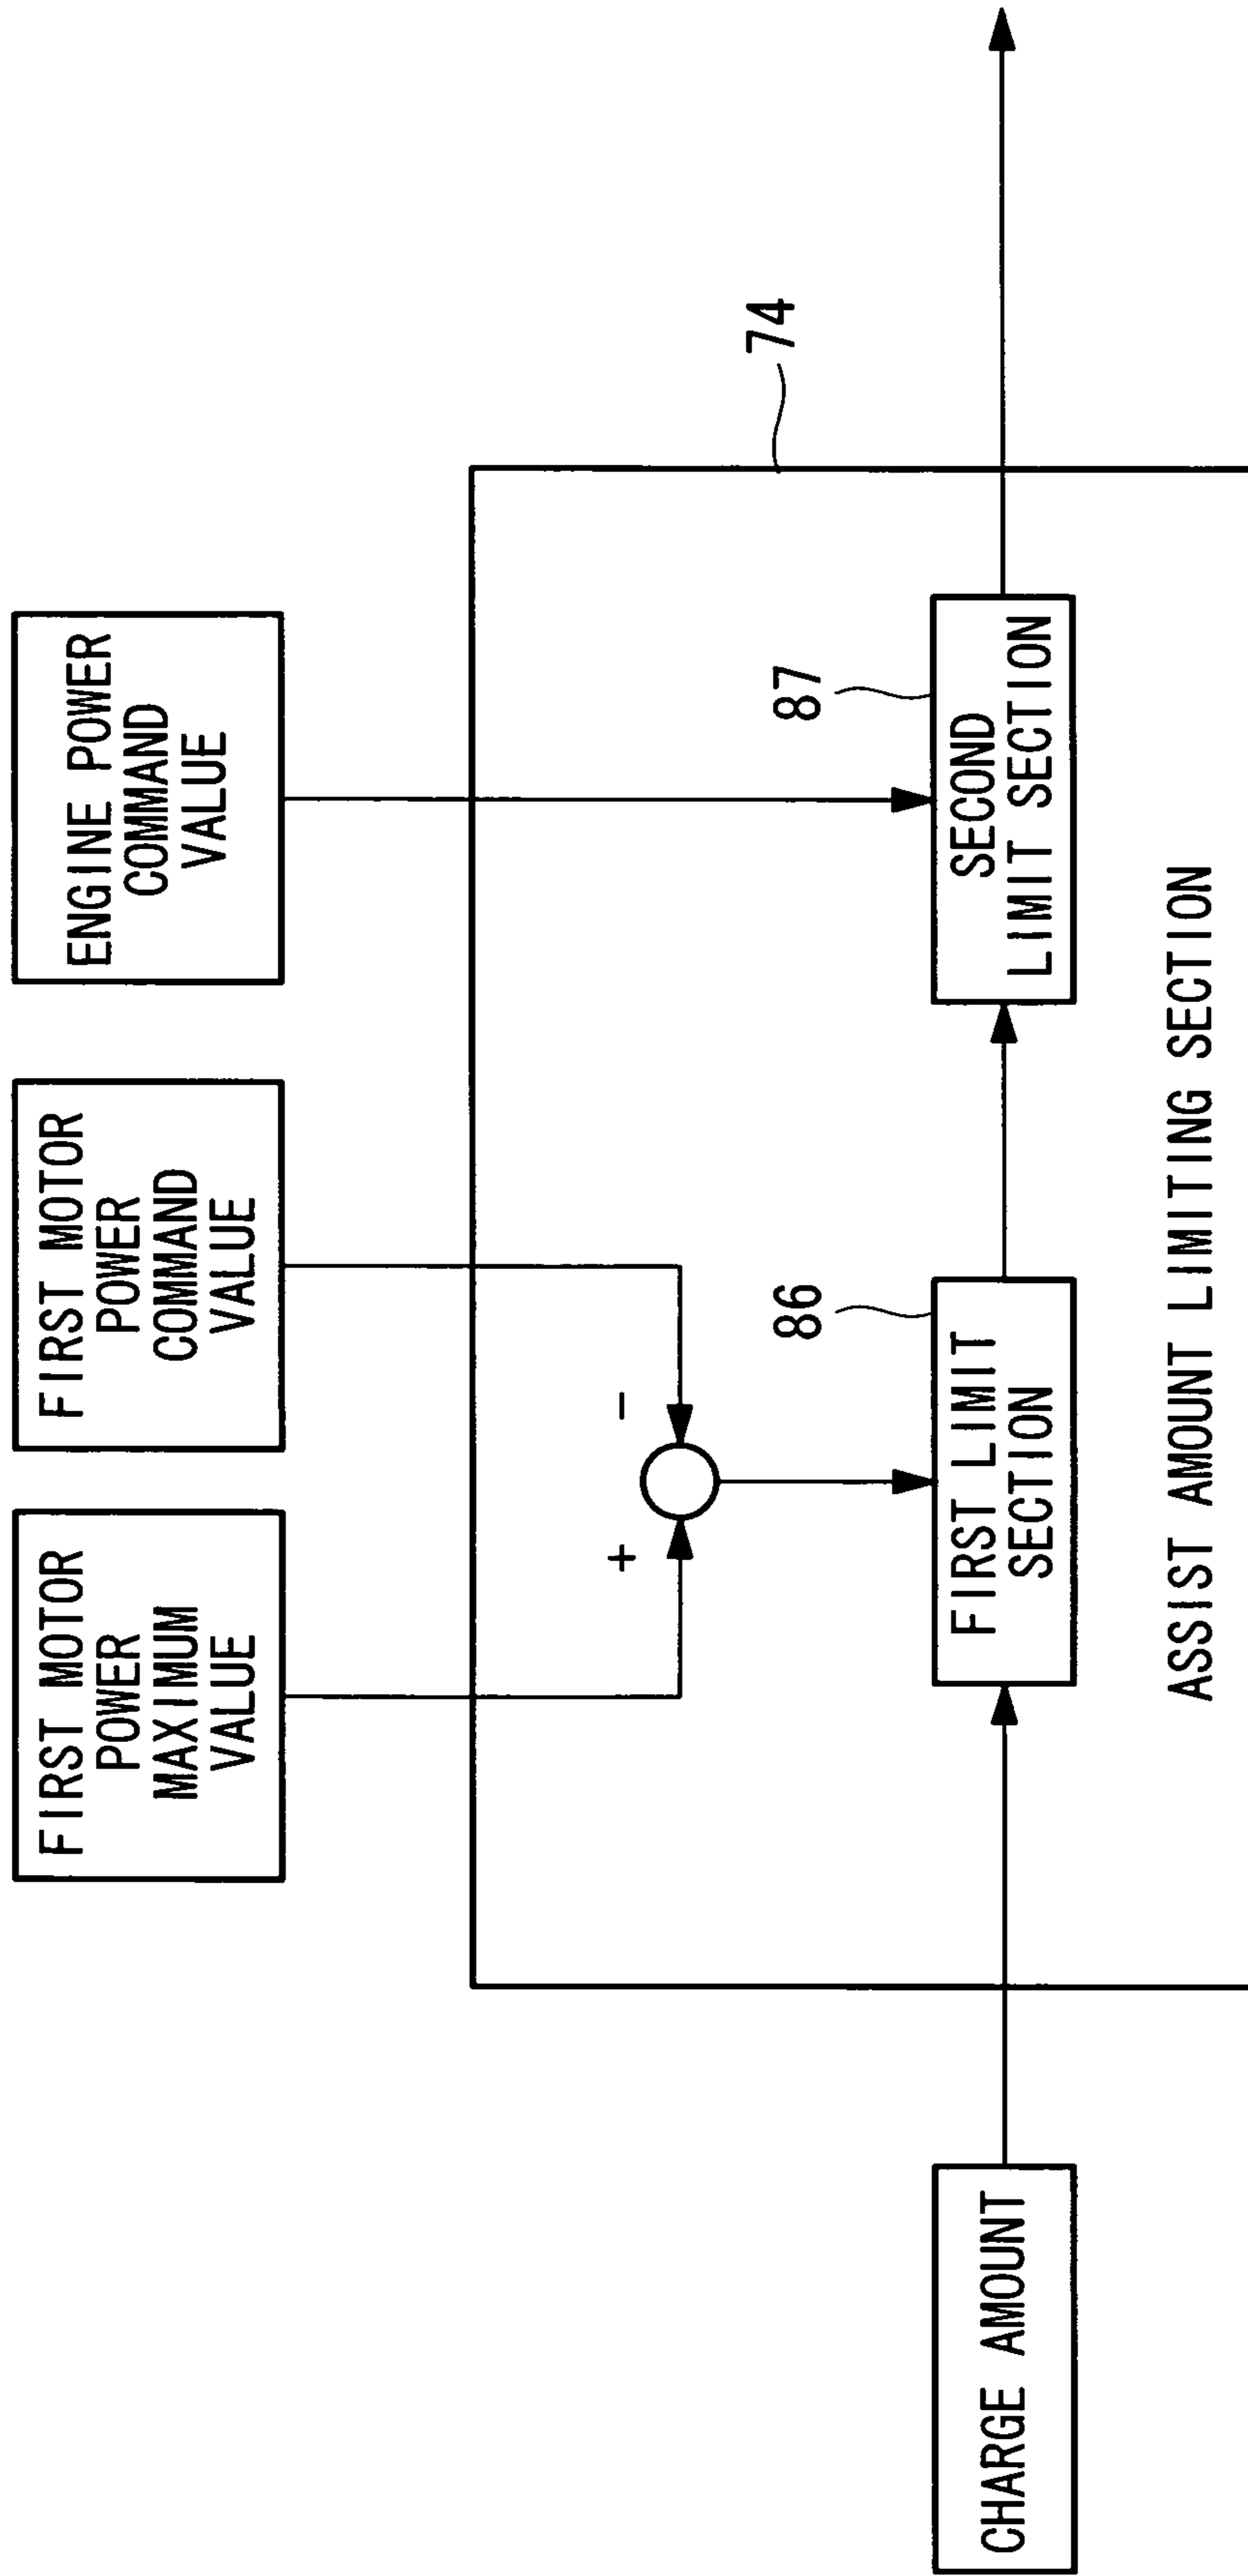 FIRST MOTOR
POWER
MAXIMUM
VALUE
FIRST MOTOR
POWER
COMMAND
VALUE
ENGINE POWER
COMMAND
VALUE
74
+
-
86
87
CHARGE AMOUNT
FIRST LIMIT
SECTION
SECOND
LIMIT SECTION
ASSIST AMOUNT LIMITING SECTION